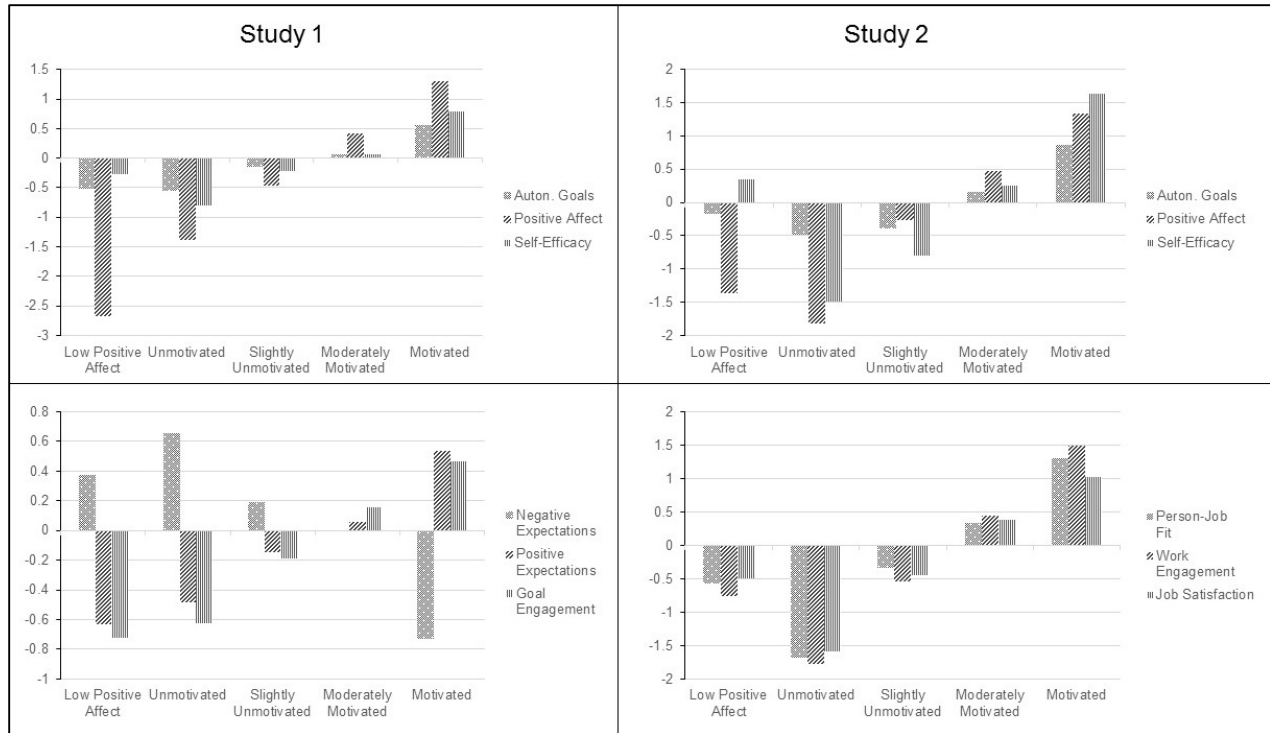 Study 1
1.5
1
0.5
0
-0.5
-1
-1.5
-2
-2.5
-3
Low Positive
Affect
Unmotivated
Slightly
Unmotivated
Moderately
Motivated
Motivated
Auton. Goals
Positive Affect
Self-Efficacy
Study 2
2
1.5
1
0.5
0
-0.5
-1
-1.5
-2
Low Positive
Affect
Unmotivated
Slightly
Unmotivated
Moderately
Motivated
Motivated
Auton. Goals
Positive Affect
Self-Efficacy
0.8
0.6
0.4
0.2
0
-0.2
-0.4
-0.6
-0.8
-1
Low Positive
Affect
Unmotivated
Slightly
Unmotivated
Moderately
Motivated
Motivated
Negative
Expectations
Positive
Expectations
Goal
Engagement
2
1.5
1
0.5
0
-0.5
-1
-1.5
-2
Low Positive
Affect
Unmotivated
Slightly
Unmotivated
Moderately
Motivated
Motivated
Person-Job
Fit
Work
Engagement
Job Satisfaction